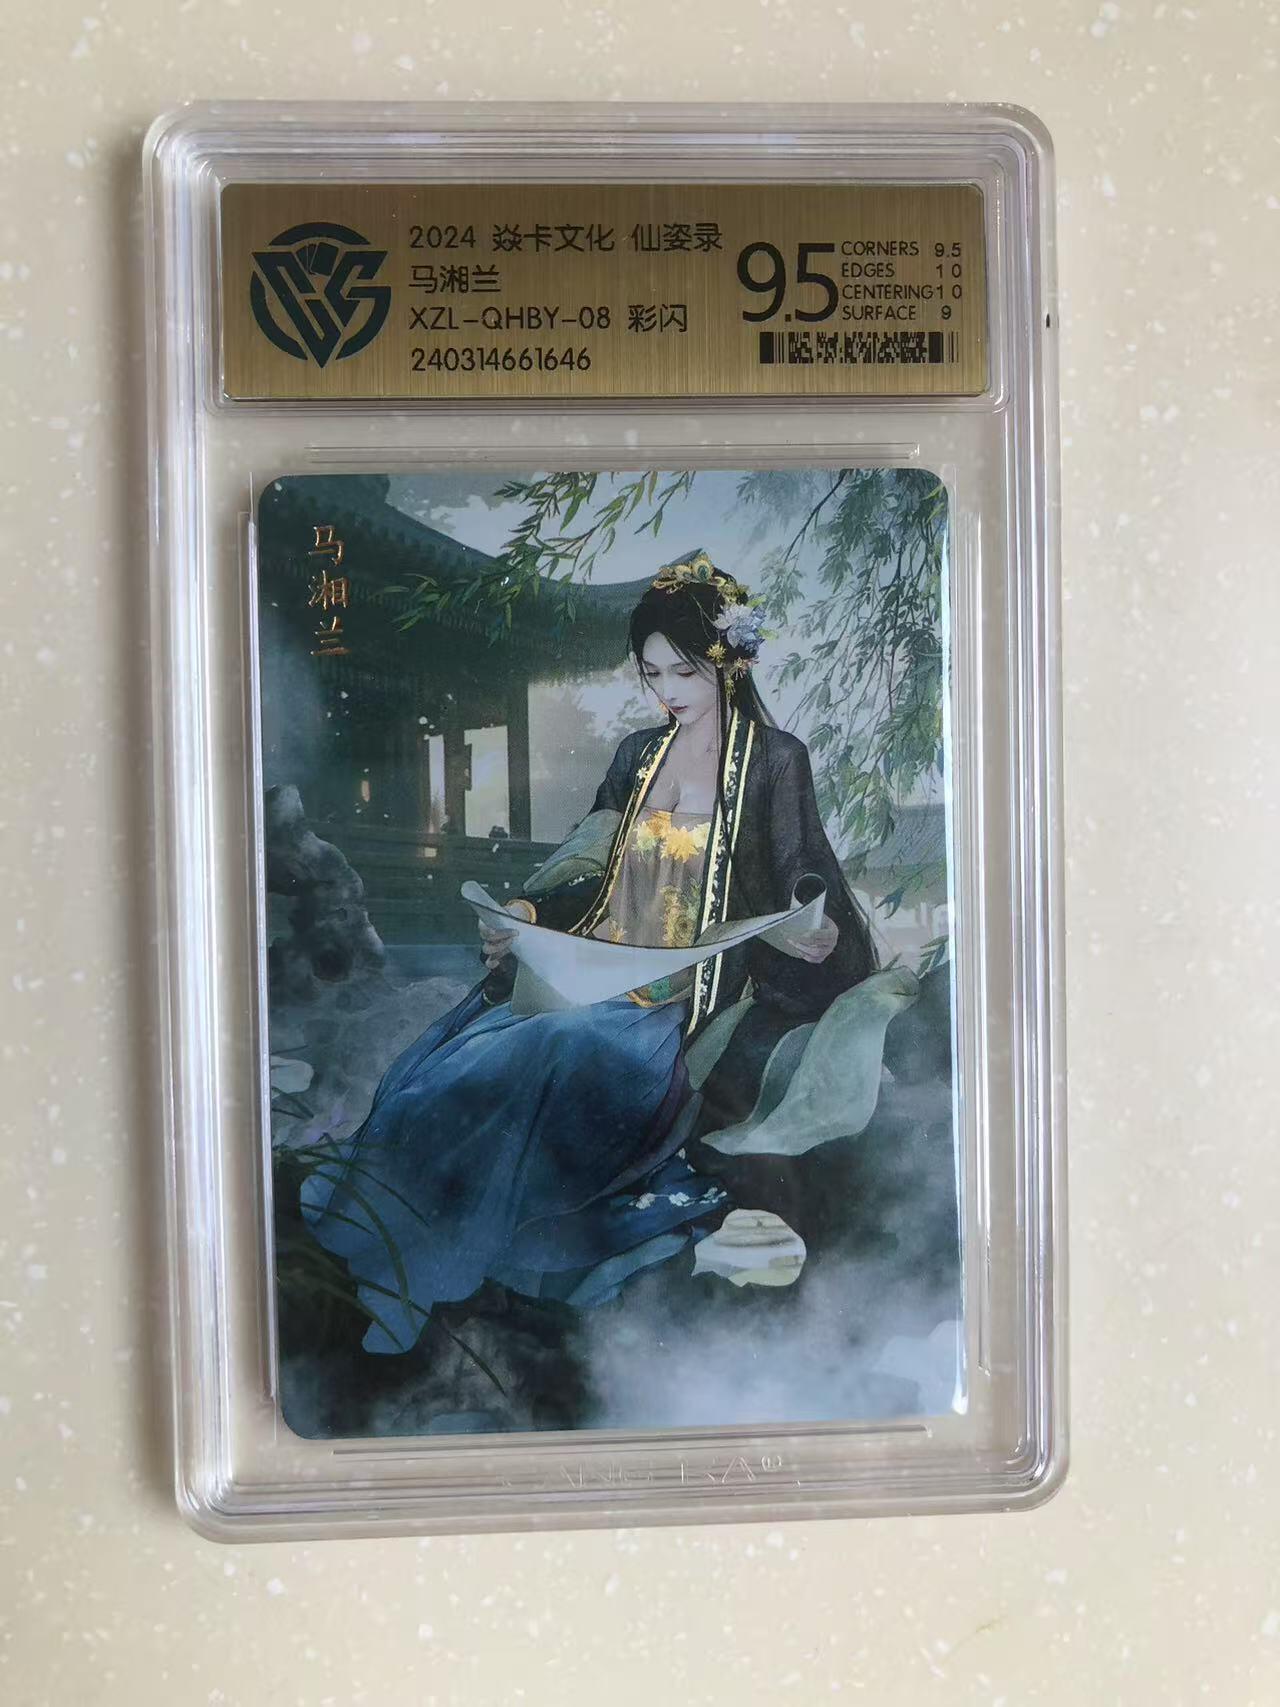 2024 焱卡文化 仙姿录
马湘兰
XZL-QHBY-08 彩闪
240314661646
9.5
CORNERS 9.5
EDGES 10
CENTERING 10
SURFACE 9
马湘兰